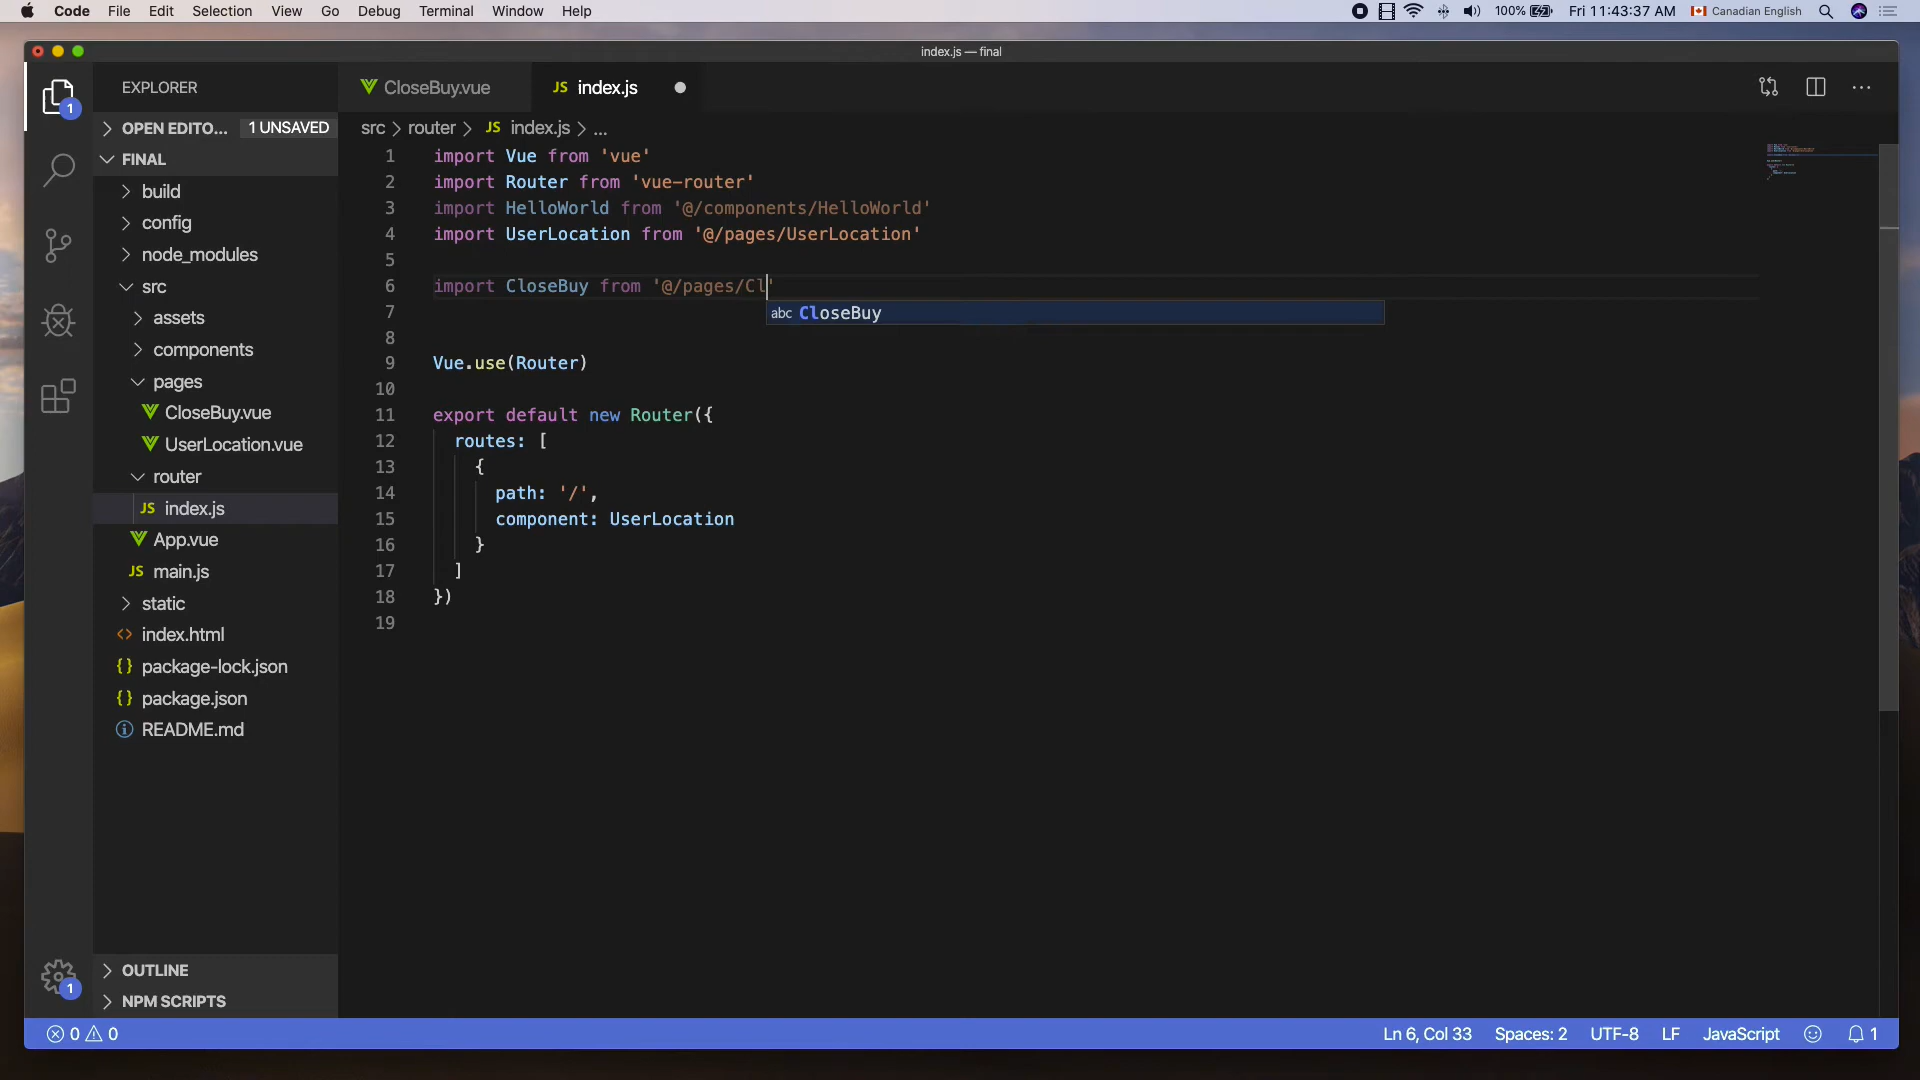 Code File Edit Selection View Go Debug Terminal Window Help 100% Fri 11:43:37 AM Canadian English
index.js — final
EXPLORER CloseBuy.vue JS index.js
OPEN EDITO... 1 UNSAVED
src > router > JS index.js > ...
FINAL
build
config
node_modules
src
assets
components
pages
CloseBuy.vue
UserLocation.vue
router
JS index.js
App.vue
JS main.js
static
index.html
package-lock.json
package.json
README.md
OUTLINE
NPM SCRIPTS
1
1
1 import Vue from 'vue'
2 import Router from 'vue-router'
3 import HelloWorld from '@/components/HelloWorld'
4 import UserLocation from '@/pages/UserLocation'
5
6 import CloseBuy from '@/pages/Cl'
7
abc CloseBuy
8
9 Vue.use(Router)
10
11 export default new Router({
12 routes: [
13 {
14 path: '/',
15 component: UserLocation
16 }
17 ]
18 })
19
0 0 Ln 6, Col 33 Spaces: 2 UTF-8 LF JavaScript 1